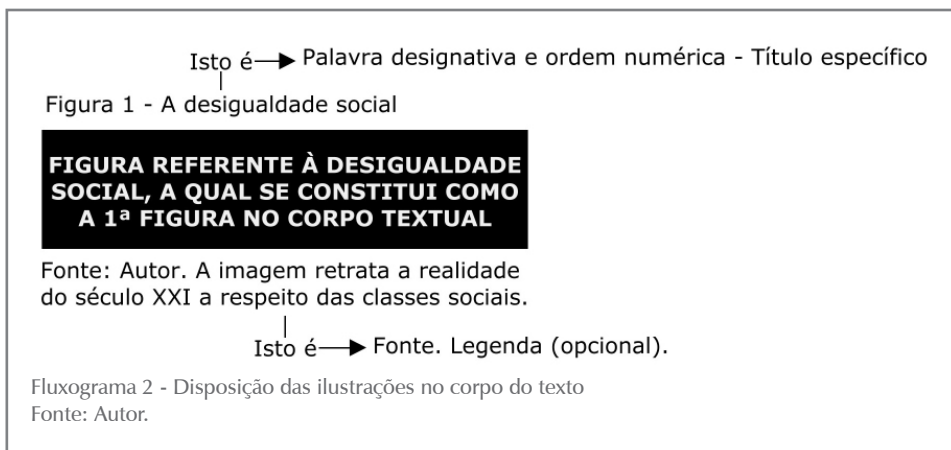 Isto é Palavra designativa e ordem numérica - Título específico
Figura 1 - A desigualdade social
FIGURA REFERENTE À DESIGUALDADE
SOCIAL, A QUAL SE CONSTITUI COMO
A 1ª FIGURA NO CORPO TEXTUAL
Fonte: Autor. A imagem retrata a realidade
do século XXI a respeito das classes sociais.
Isto é Fonte. Legenda (opcional).
Fluxograma 2 - Disposição das ilustrações no corpo do texto
Fonte: Autor.